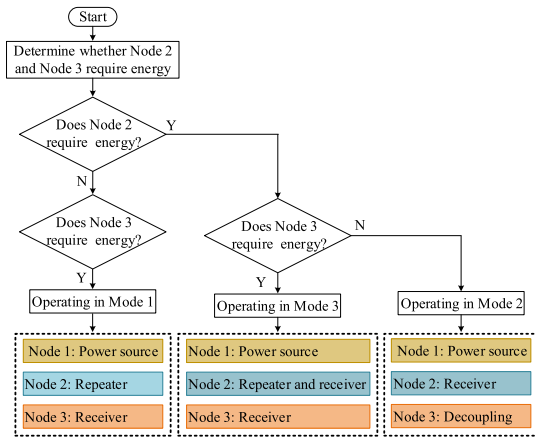 Start
Determine whether Node 2
and Node 3 require energy
Does Node 2
require energy?
Y
N
Does Node 3
require energy?
Does Node 3
require energy?
N
Y
Y
Operating in Mode 1
Operating in Mode 3
Operating in Mode 2
Node 1: Power source
Node 2: Repeater
Node 3: Receiver
Node 1: Power source
Node 2: Repeater and receiver
Node 3: Receiver
Node 1: Power source
Node 2: Receiver
Node 3: Decoupling